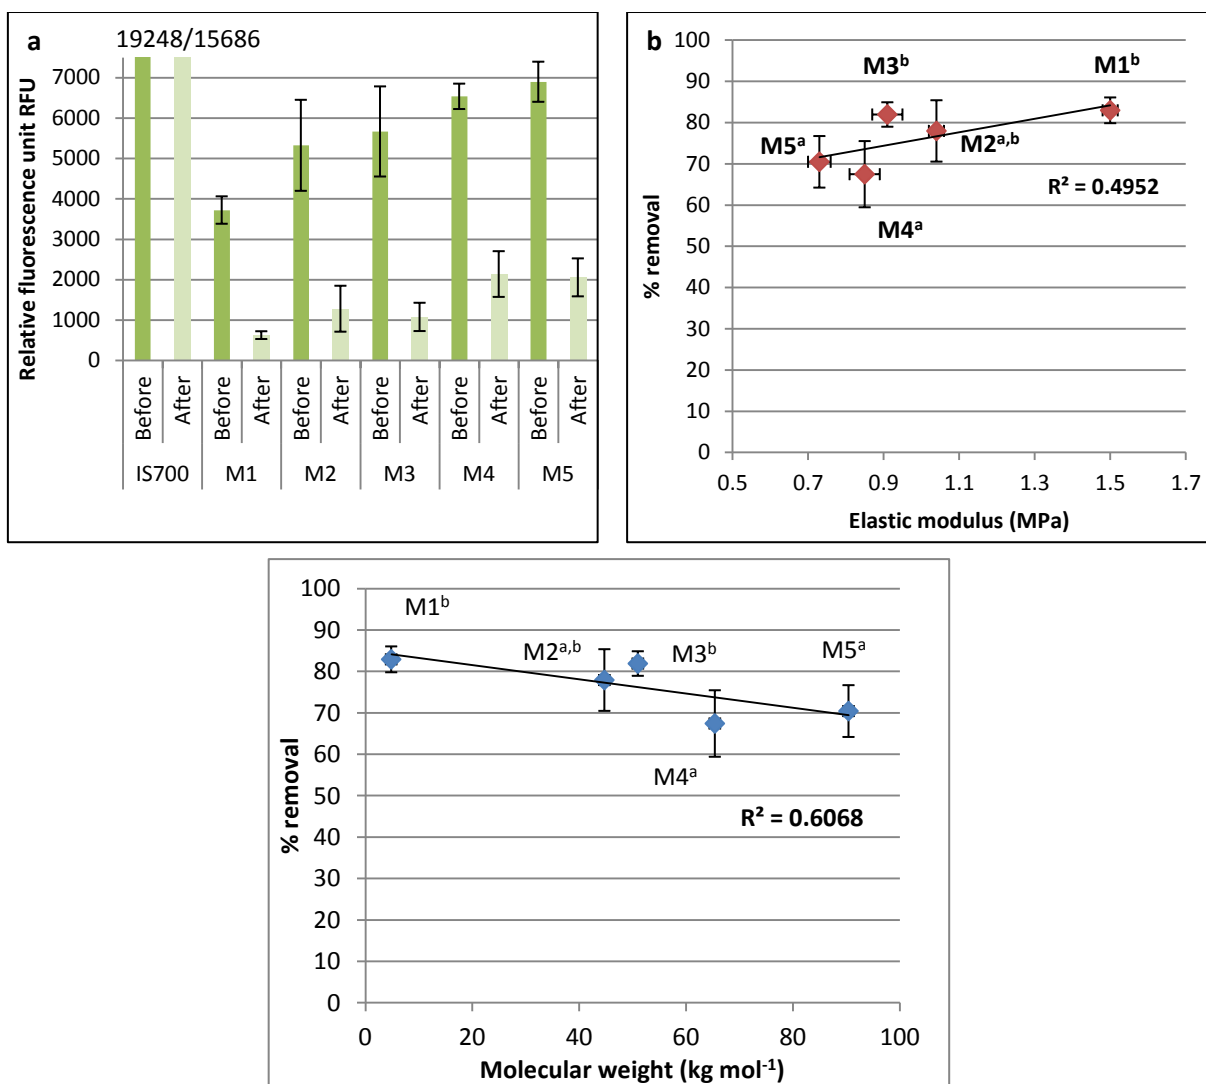 a
19248/15686
Relative fluorescence unit RFU
7000
6000
5000
4000
3000
2000
1000
0
Before After Before After Before After Before After Before After Before After
IS700 M1 M2 M3 M4 M5
b
% removal
100
90
80
70
60
50
40
30
20
10
0
M3ᵇ
M1ᵇ
M5ᵃ
M2ᵃ,ᵇ
M4ᵃ
R² = 0.4952
0.5 0.7 0.9 1.1 1.3 1.5 1.7
Elastic modulus (MPa)
% removal
100
90
80
70
60
50
40
30
20
10
0
M1ᵇ
M2ᵃ,ᵇ
M3ᵇ
M5ᵃ
M4ᵃ
R² = 0.6068
0 20 40 60 80 100
Molecular weight (kg mol⁻¹)